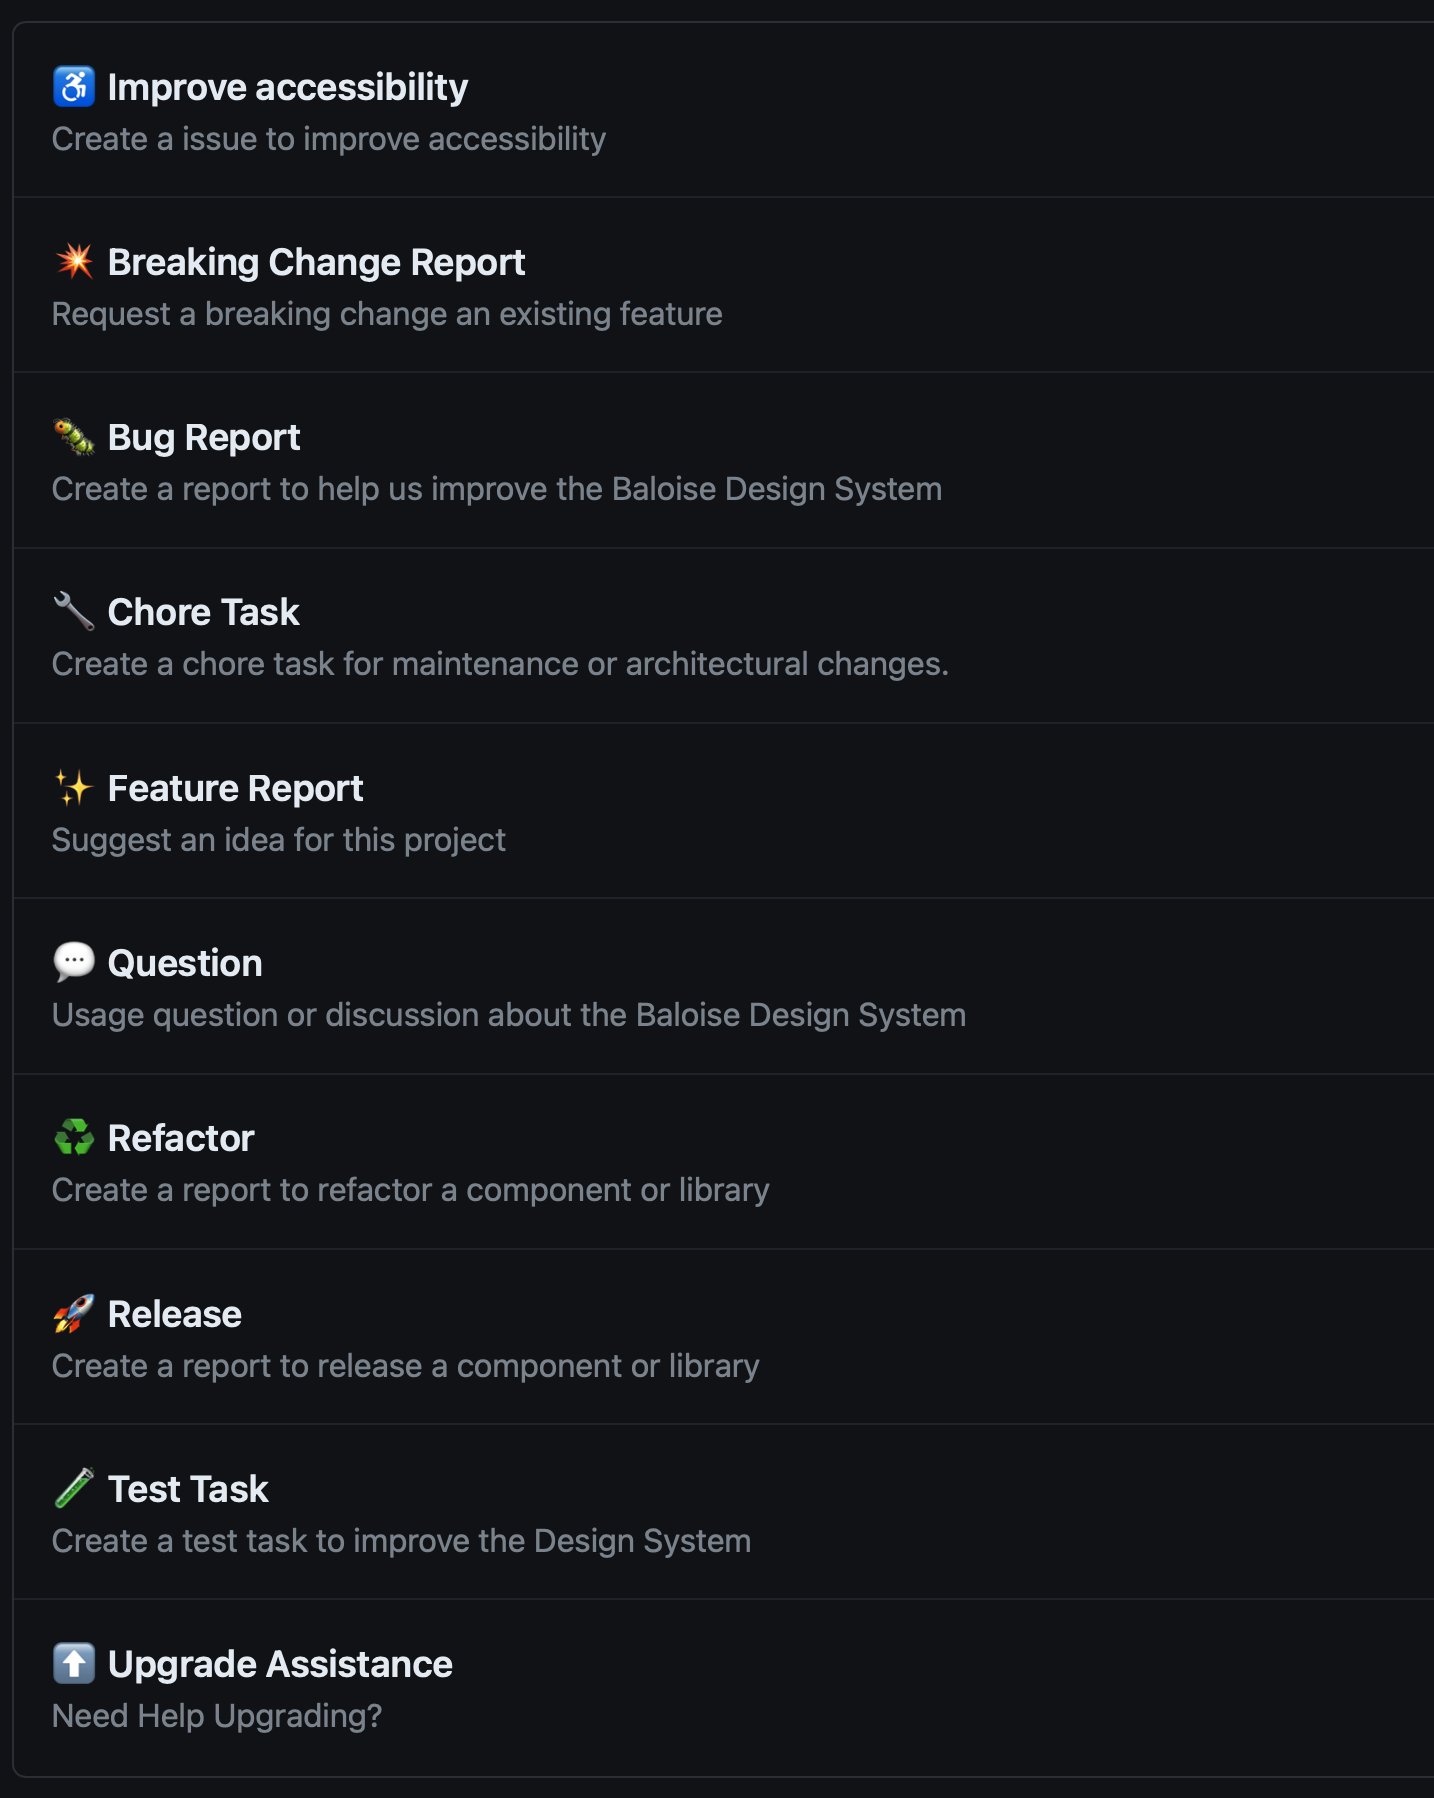 ♿ Improve accessibility
Create a issue to improve accessibility
💥 Breaking Change Report
Request a breaking change an existing feature
🐛 Bug Report
Create a report to help us improve the Baloise Design System
🔧 Chore Task
Create a chore task for maintenance or architectural changes.
✨ Feature Report
Suggest an idea for this project
💬 Question
Usage question or discussion about the Baloise Design System
♻️ Refactor
Create a report to refactor a component or library
🚀 Release
Create a report to release a component or library
🧪 Test Task
Create a test task to improve the Design System
⬆️ Upgrade Assistance
Need Help Upgrading?